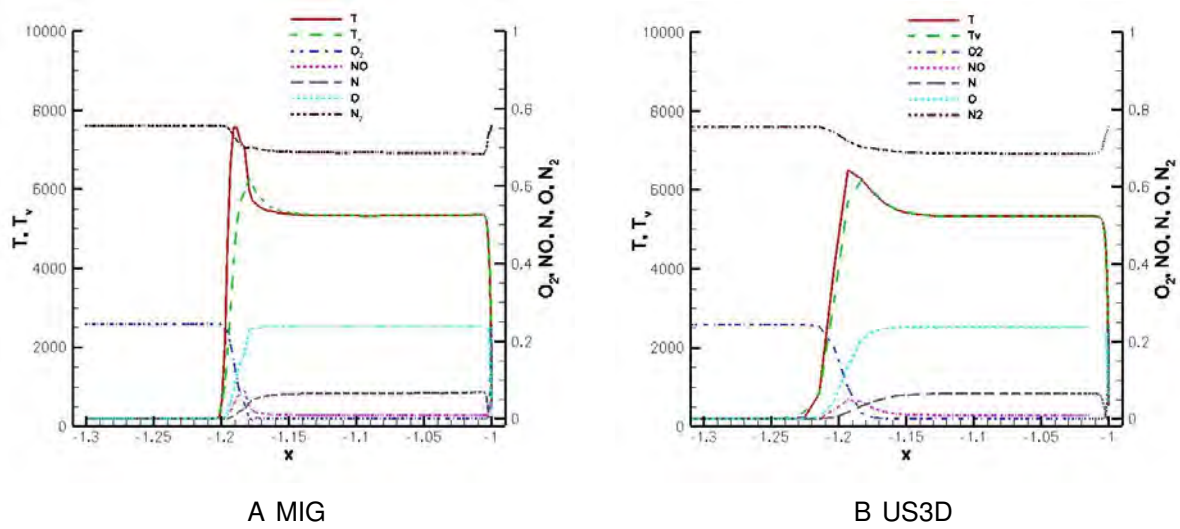 T
Tv
O2
NO
N
O
N2
10000
8000
6000
4000
2000
0
T, Tv
1
0.8
0.6
0.4
0.2
0
O2, NO, N, O, N2
-1.3
-1.25
-1.2
-1.15
-1.1
-1.05
-1
x
A MIG
T
Tv
O2
NO
N
O
N2
10000
8000
6000
4000
2000
0
T, Tv
1
0.8
0.6
0.4
0.2
0
O2, NO, N, O, N2
-1.3
-1.25
-1.2
-1.15
-1.1
-1.05
-1
x
B US3D